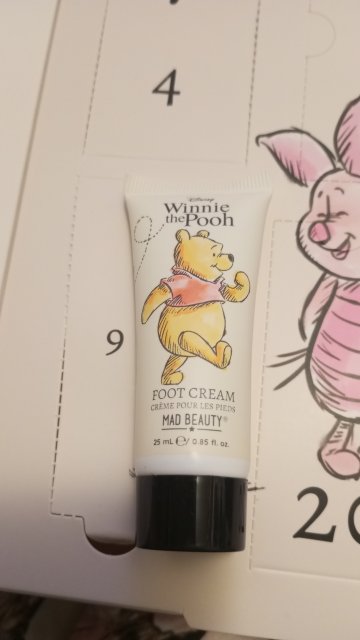 4
Disney
Winnie
the Pooh
9
FOOT CREAM
CRÈME POUR LES PIEDS
MAD BEAUTY®
25 mL ℮/ 0.85 fl. oz.